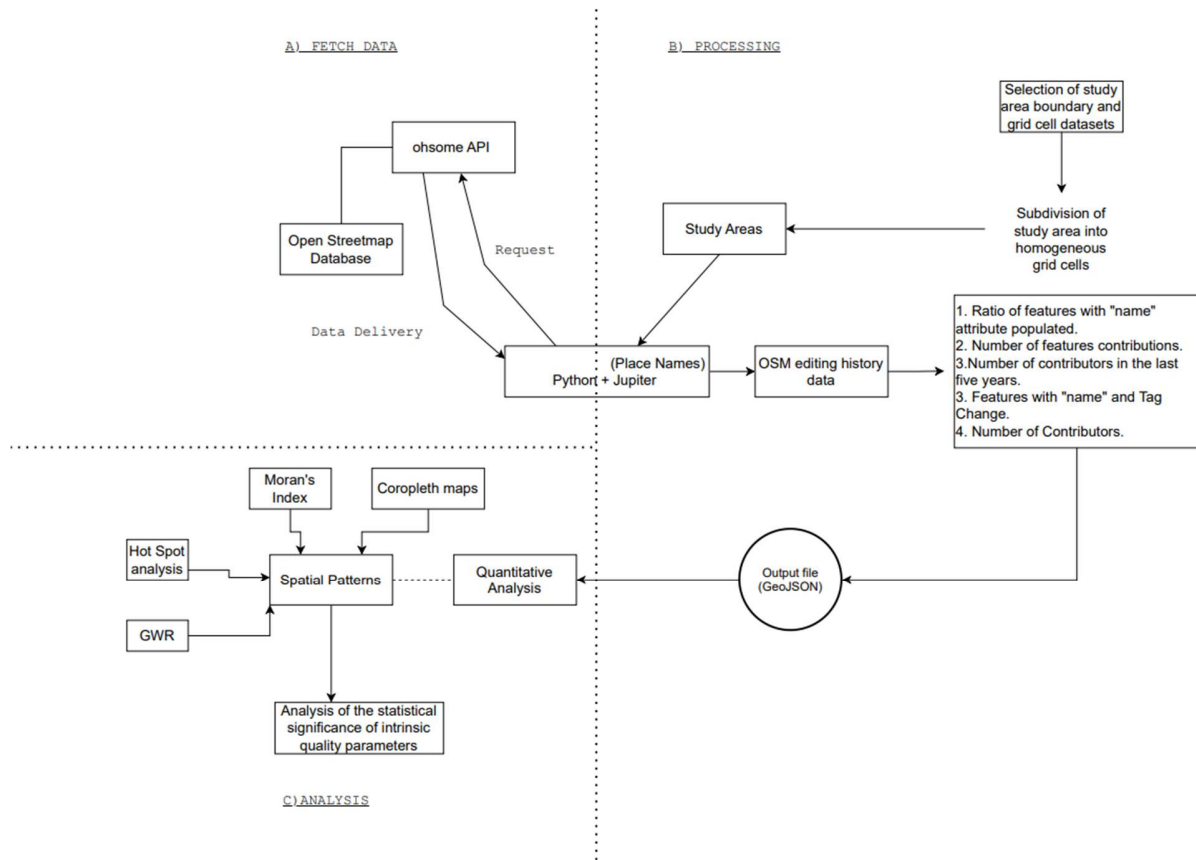 A) FETCH DATA
B) PROCESSING
Selection of study
area boundary and
grid cell datasets
ohsome API
Study Areas
Subdivision of
study area into
homogeneous
grid cells
Open Streetmap
Database
Request
Data Delivery
(Place Names)
Python + Jupiter
OSM editing history
data
1. Ratio of features with "name"
attribute populated.
2. Number of features contributions.
3.Number of contributors in the last
five years.
3. Features with "name" and Tag
Change.
4. Number of Contributors.
Moran's
Index
Coropleth maps
Hot Spot
analysis
Spatial Patterns
Quantitative
Analysis
Output file
(GeoJSON)
GWR
Analysis of the statistical
significance of intrinsic
quality parameters
C)ANALYSIS